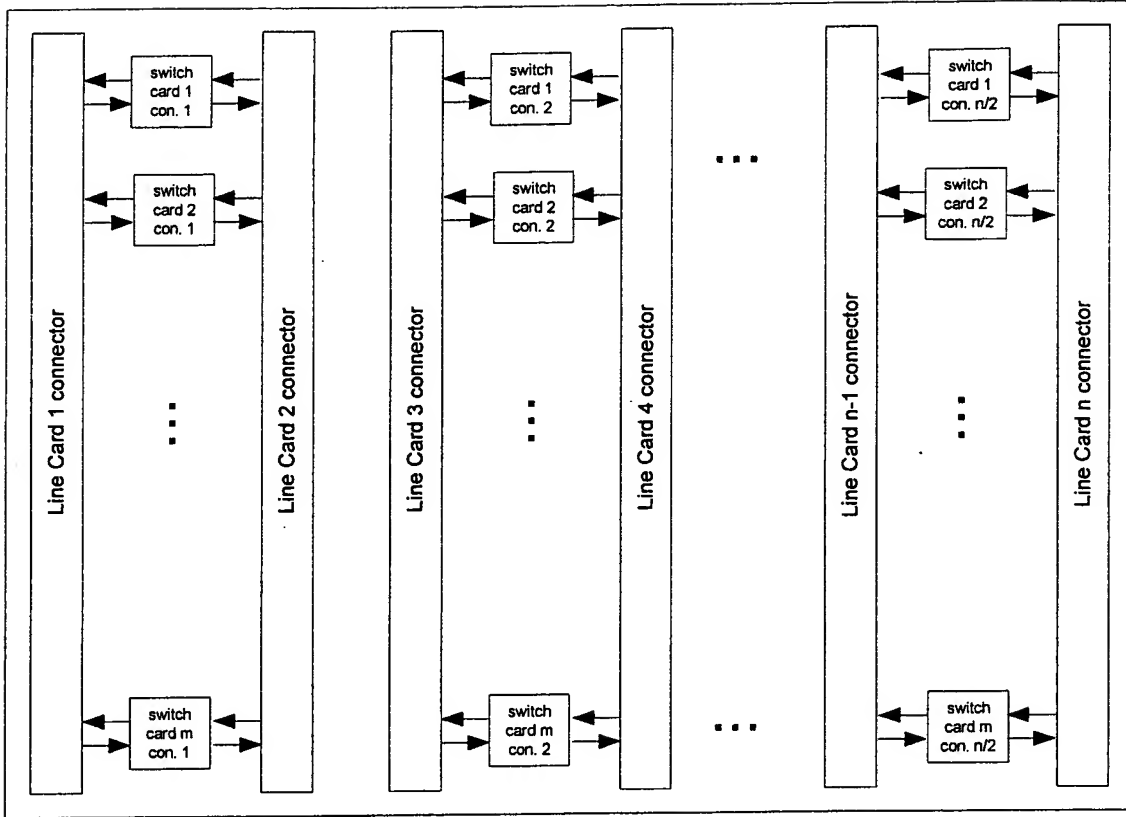 switch
card 1
con. 1
switch
card 1
con. 2
switch
card 1
con. n/2
switch
card 2
con. 1
switch
card 2
con. 2
switch
card 2
con. n/2
Line Card 1 connector
Line Card 2 connector
Line Card 3 connector
Line Card 4 connector
Line Card n-1 connector
Line Card n connector
switch
card m
con. 1
switch
card m
con. 2
switch
card m
con. n/2